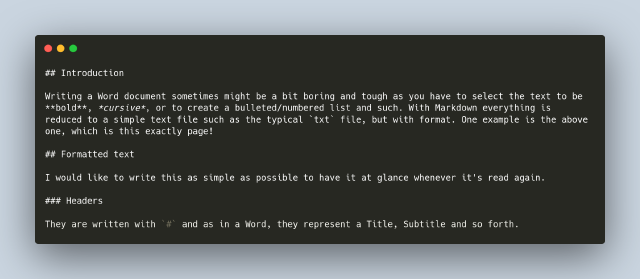 ## Introduction
Writing a Word document sometimes might be a bit boring and tough as you have to select the text to be
**bold**, *cursive*, or to create a bulleted/numbered list and such. With Markdown everything is
reduced to a simple text file such as the typical `txt` file, but with format. One example is the above
one, which is this exactly page!
## Formatted text
I would like to write this as simple as possible to have it at glance whenever it's read again.
### Headers
They are written with `#` and as in a Word, they represent a Title, Subtitle and so forth.